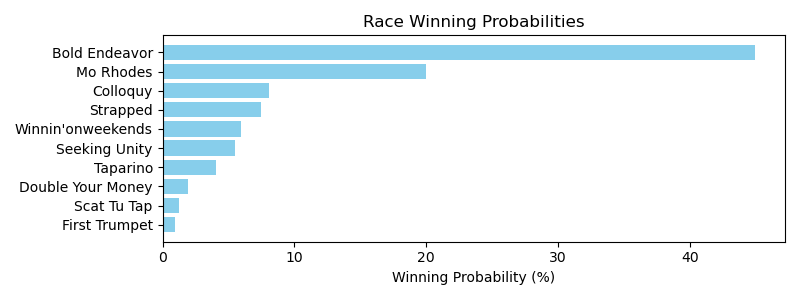 Race Winning Probabilities
Bold Endeavor
Mo Rhodes
Colloquy
Strapped
Winnin'onweekends
Seeking Unity
Taparino
Double Your Money
Scat Tu Tap
First Trumpet
0 10 20 30 40
Winning Probability (%)